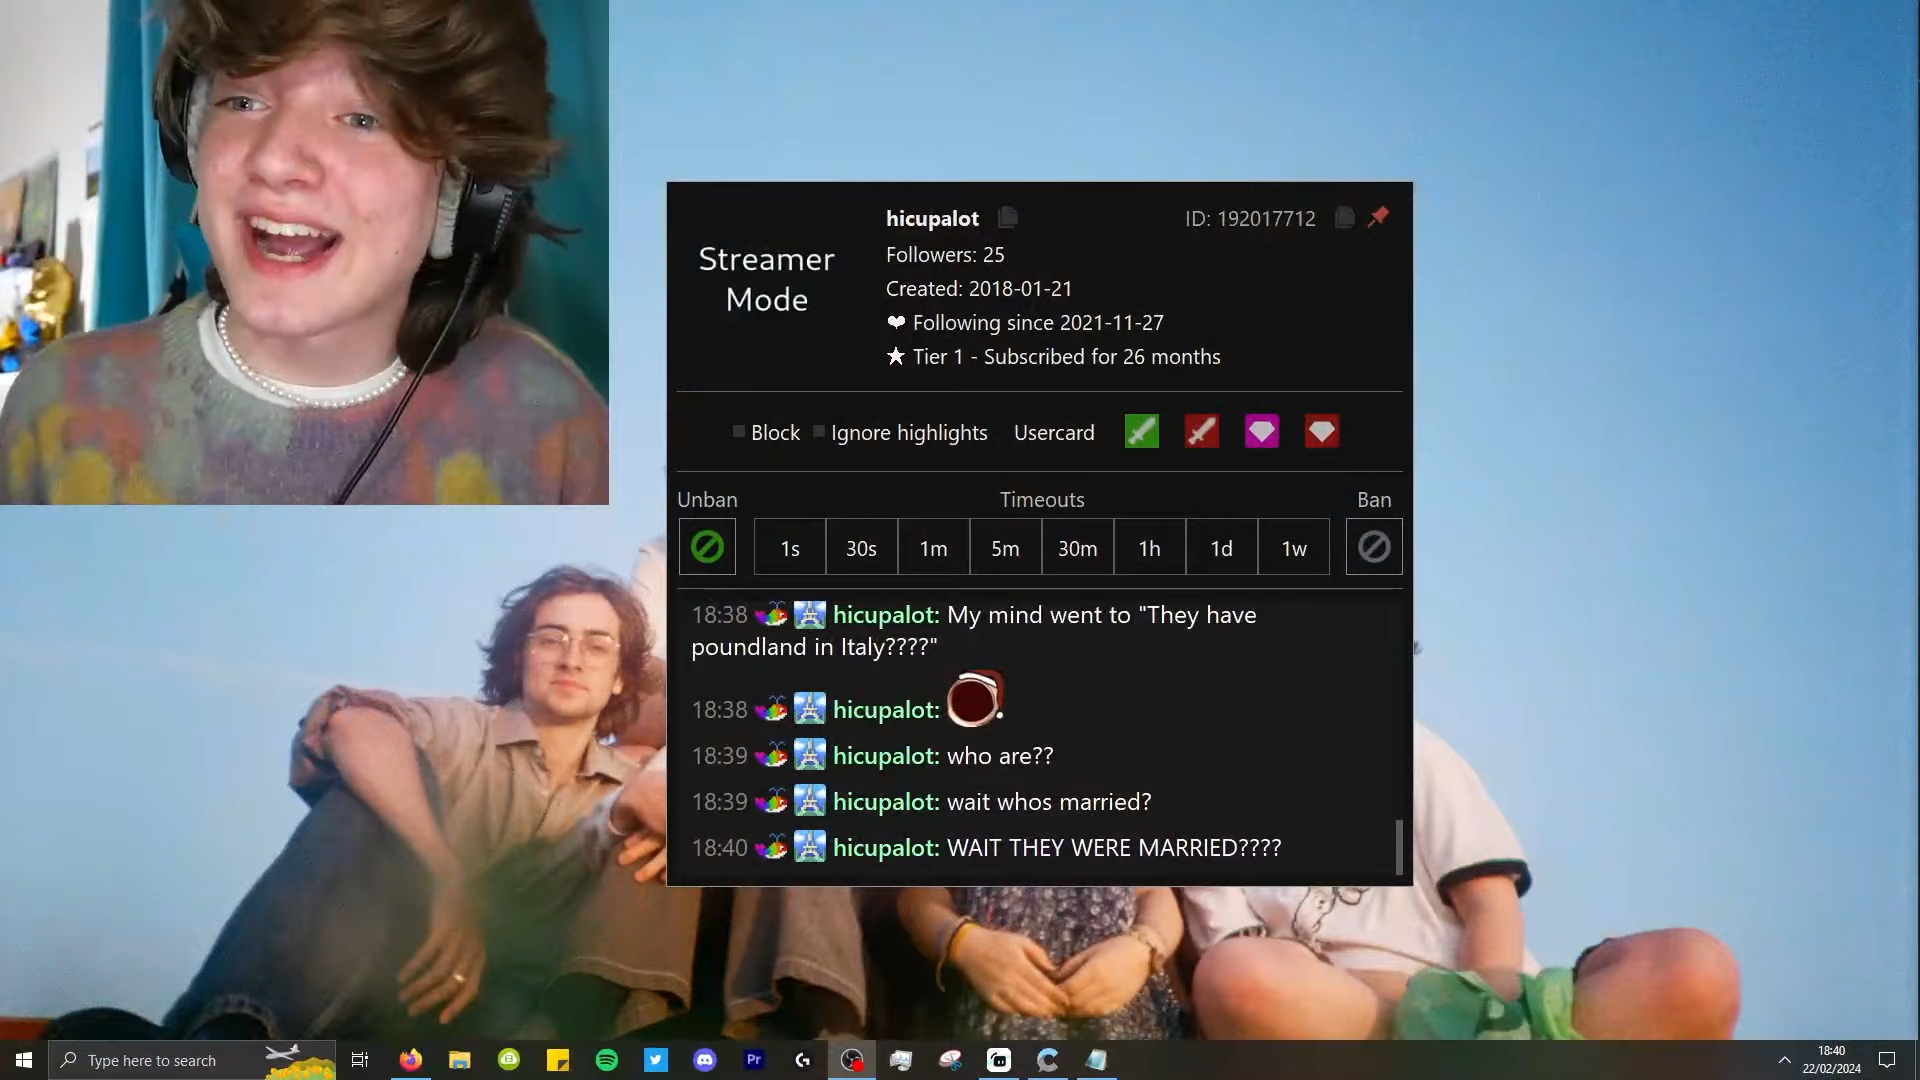 Streamer
Mode
hicupalot
ID: 192017712
Followers: 25
Created: 2018-01-21
Following since 2021-11-27
Tier 1 - Subscribed for 26 months
Block Ignore highlights Usercard
Unban Timeouts Ban
1s 30s 1m 5m 30m 1h 1d 1w
18:38 hicupalot: My mind went to "They have
poundland in Italy????"
18:38 hicupalot:
18:39 hicupalot: who are??
18:39 hicupalot: wait whos married?
18:40 hicupalot: WAIT THEY WERE MARRIED????
Type here to search
Pr
18:40
22/02/2024